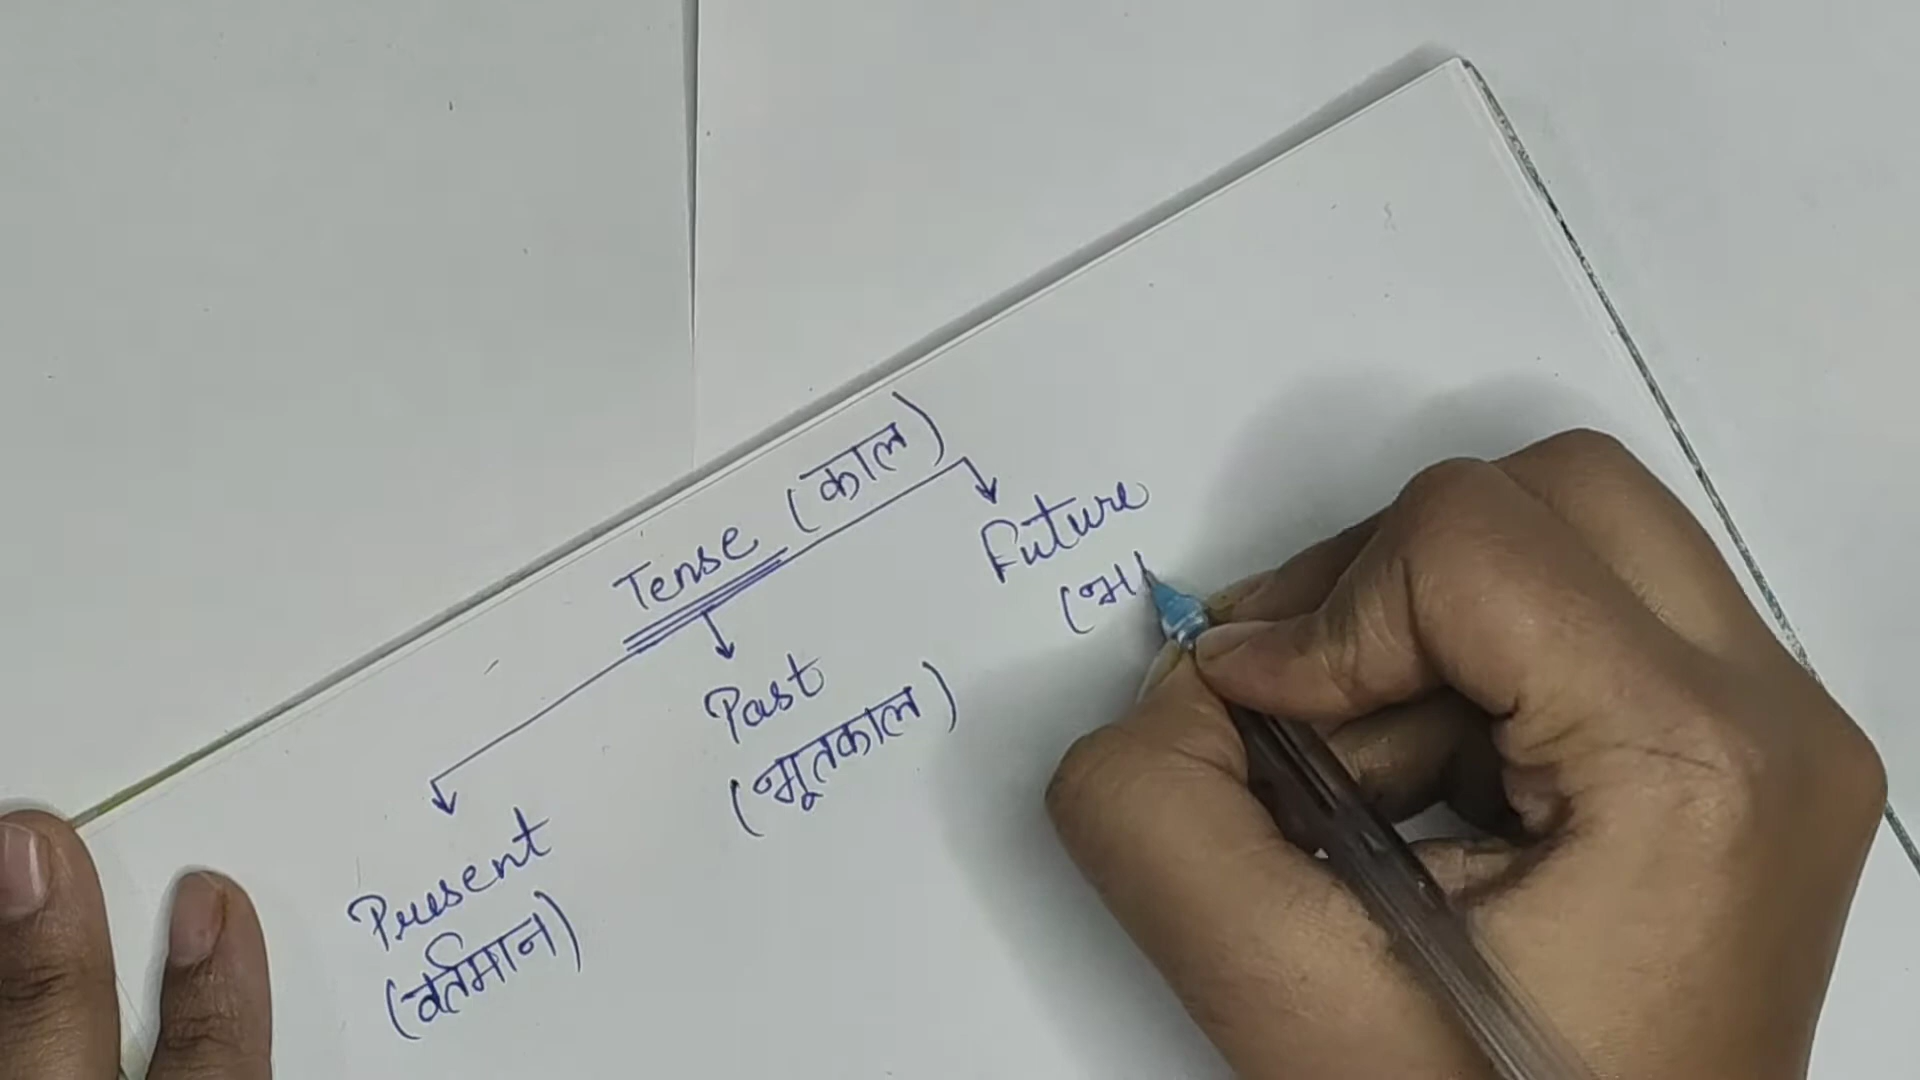 Tense (काल)
Present
(वर्तमान)
Past
(भूतकाल)
Future
(भ